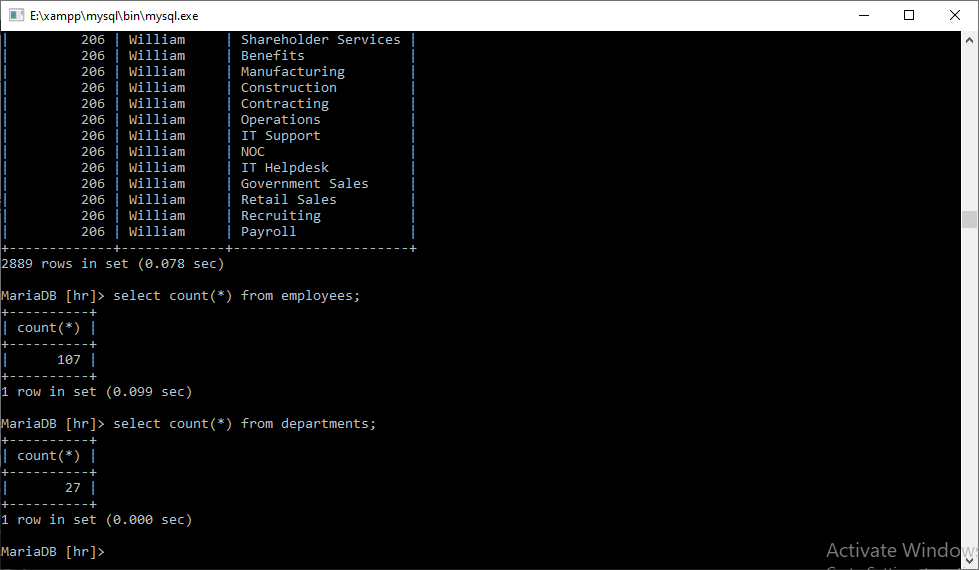 E:\xampp\mysql\bin\mysql.exe
|         206 | William     | Shareholder Services |
|         206 | William     | Benefits             |
|         206 | William     | Manufacturing        |
|         206 | William     | Construction         |
|         206 | William     | Contracting          |
|         206 | William     | Operations           |
|         206 | William     | IT Support           |
|         206 | William     | NOC                  |
|         206 | William     | IT Helpdesk          |
|         206 | William     | Government Sales     |
|         206 | William     | Retail Sales         |
|         206 | William     | Recruiting           |
|         206 | William     | Payroll              |
+-------------+-------------+----------------------+
2889 rows in set (0.078 sec)
MariaDB [hr]> select count(*) from employees;
+----------+
| count(*) |
+----------+
|      107 |
+----------+
1 row in set (0.099 sec)
MariaDB [hr]> select count(*) from departments;
+----------+
| count(*) |
+----------+
|       27 |
+----------+
1 row in set (0.000 sec)
MariaDB [hr]>
Activate Windows